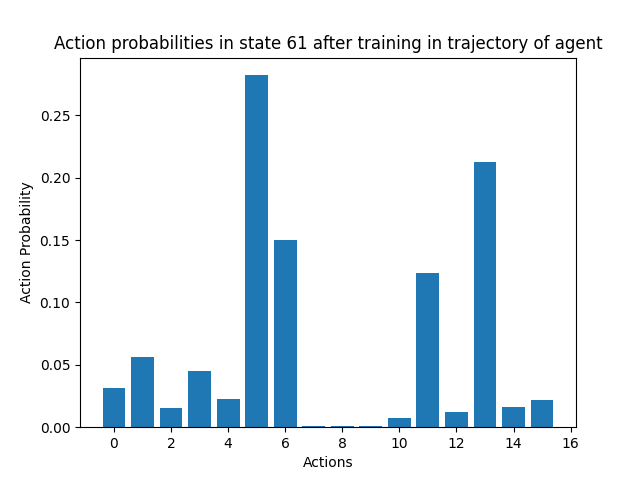 Action probabilities in state 61 after training in trajectory of agent
0.25
0.20
0.15
0.10
0.05
0.00
Action Probability
0 2 4 6 8 10 12 14 16
Actions